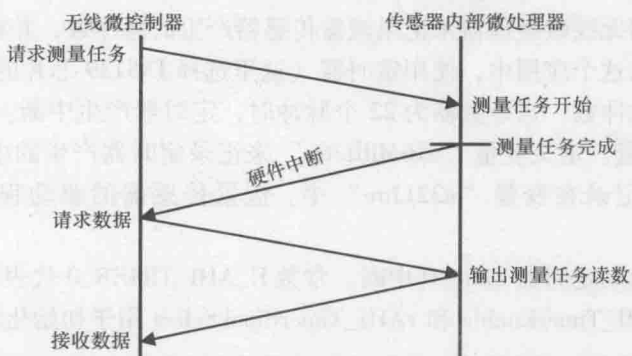 无线微控制器
传感器内部微处理器
请求测量任务
测量任务开始
测量任务完成
硬件中断
请求数据
输出测量任务读数
接收数据